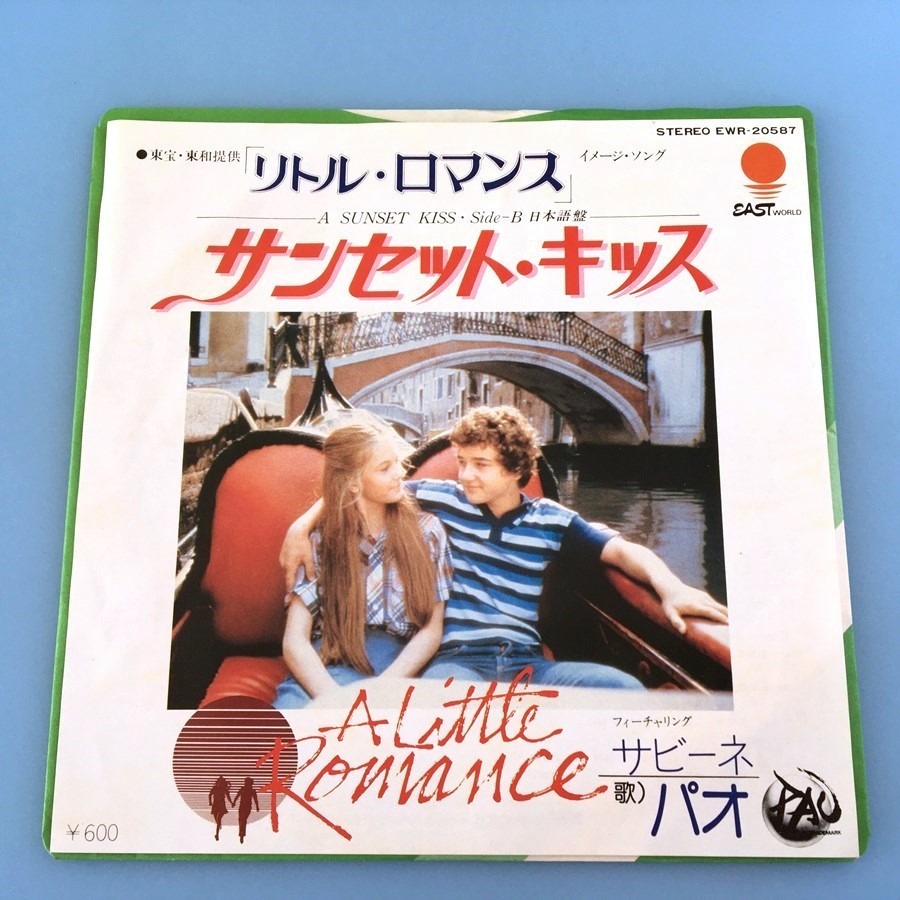 STEREO EWR-20587
●東宝・東和提供「リトル・ロマンス」イメージ・ソング
EAST WORLD
A SUNSET KISS・Side-B 日本語盤
サンセット・キッス
A Little
Romance
フィーチャリング
サビーネ
歌)パオ
PAO
TRADEMARK
¥600